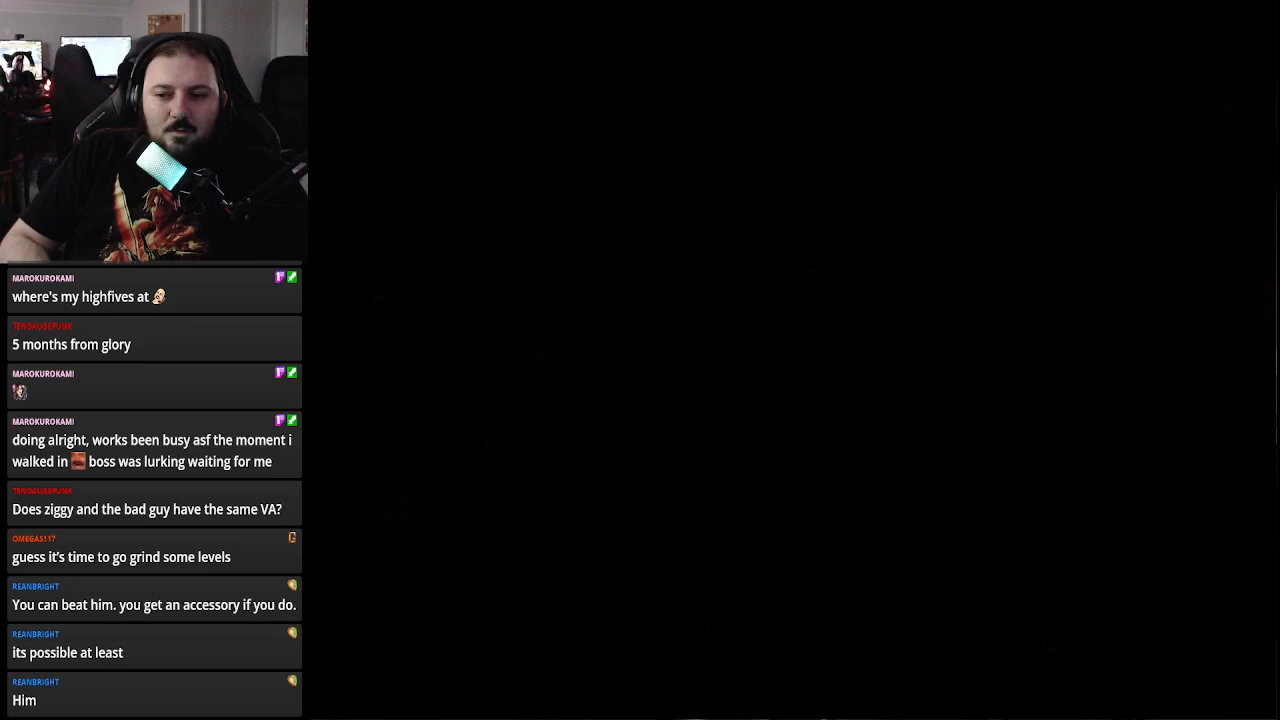 MAROKUROKAMI
where's my highfives at
TENGAUGEPUNK
5 months from glory
MAROKUROKAMI
MAROKUROKAMI
doing alright, works been busy asf the moment i
walked in boss was lurking waiting for me
TENGAUGEPUNK
Does ziggy and the bad guy have the same VA?
OMEGAS117
guess it's time to go grind some levels
REANBRIGHT
You can beat him. you get an accessory if you do.
REANBRIGHT
its possible at least
REANBRIGHT
Him